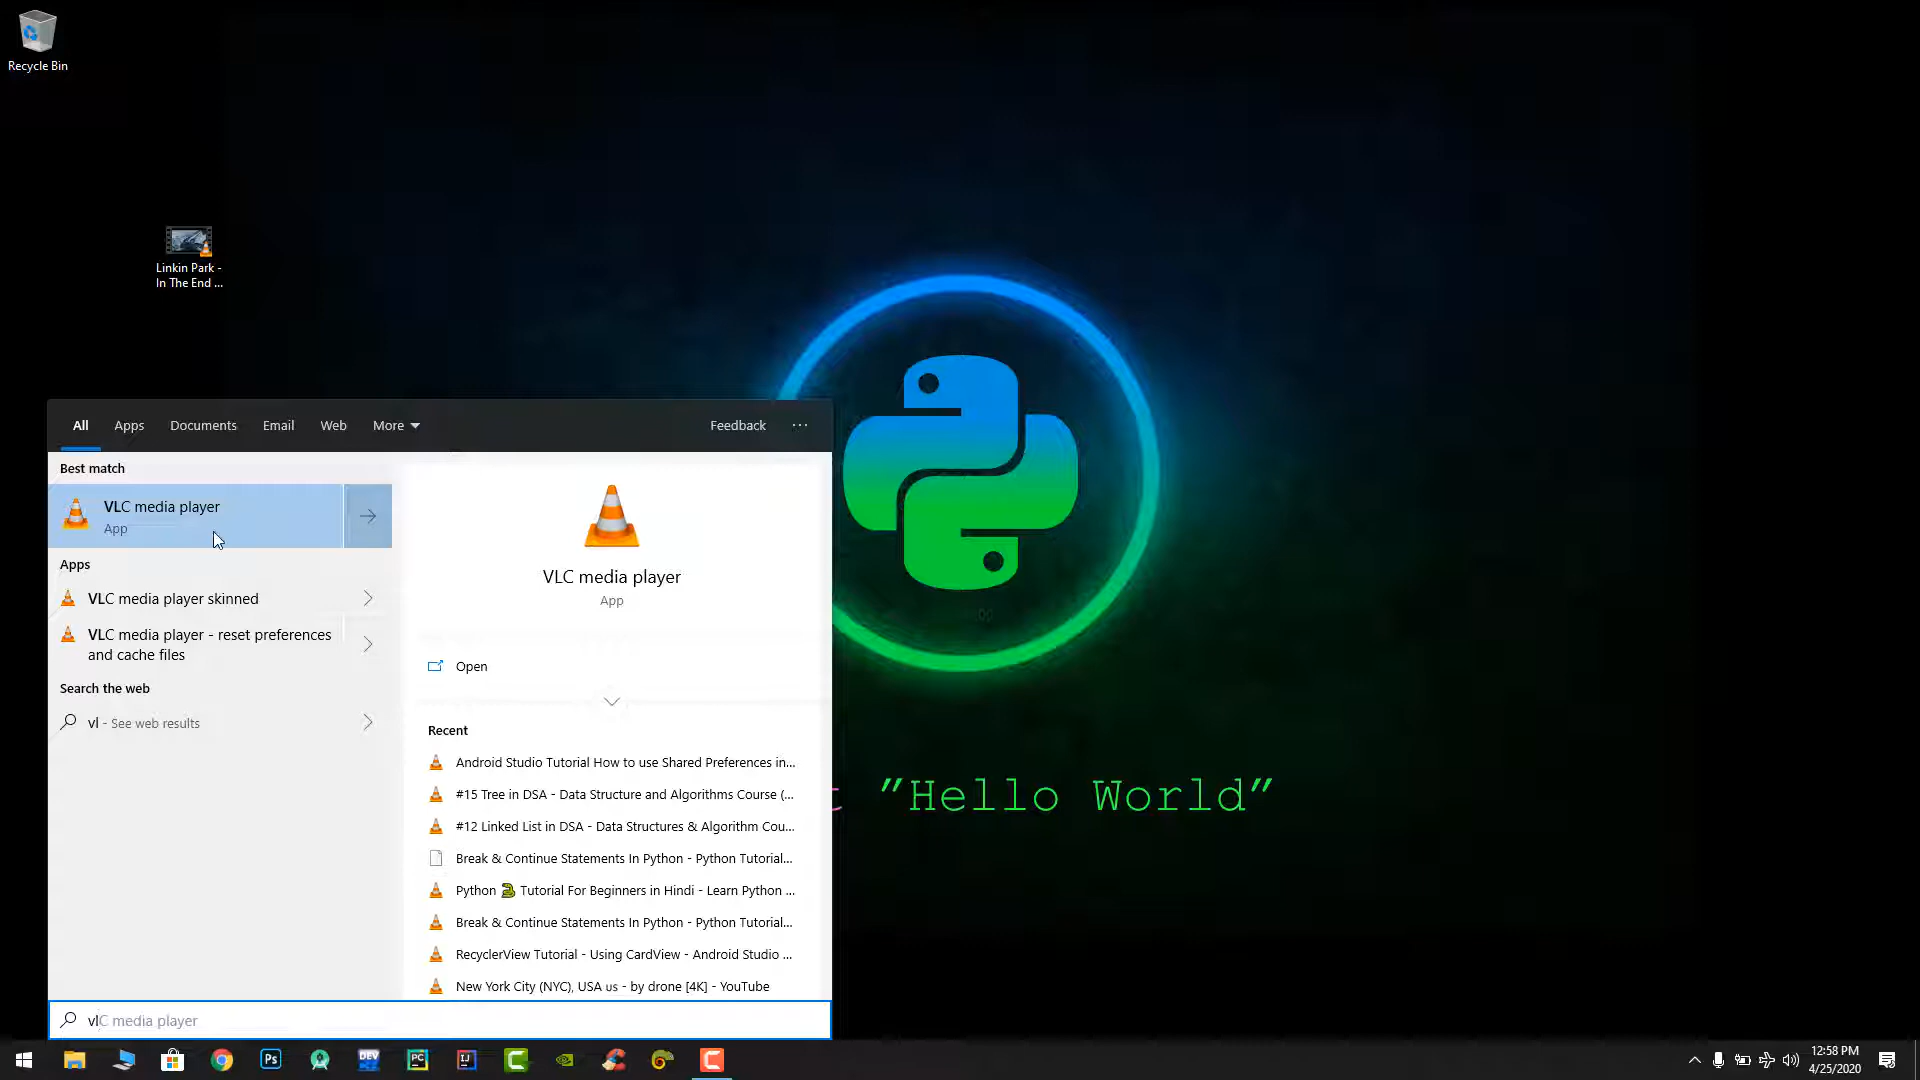 Recycle Bin
Linkin Park -
In The End ...
All Apps Documents Email Web More Feedback ...
Best match
VLC media player
App
Apps
VLC media player skinned
VLC media player - reset preferences
and cache files
Search the web
vl - See web results
VLC media player
App
Open
Recent
Android Studio Tutorial How to use Shared Preferences in...
#15 Tree in DSA - Data Structure and Algorithms Course (...
#12 Linked List in DSA - Data Structures & Algorithm Cou...
Break & Continue Statements In Python - Python Tutorial...
Python 🐍 Tutorial For Beginners in Hindi - Learn Python ...
Break & Continue Statements In Python - Python Tutorial...
RecyclerView Tutorial - Using CardView - Android Studio ...
New York City (NYC), USA us - by drone [4K] - YouTube
vlC media player
t "Hello World"
Ps
DEV
PC
IJ
12:58 PM
4/25/2020